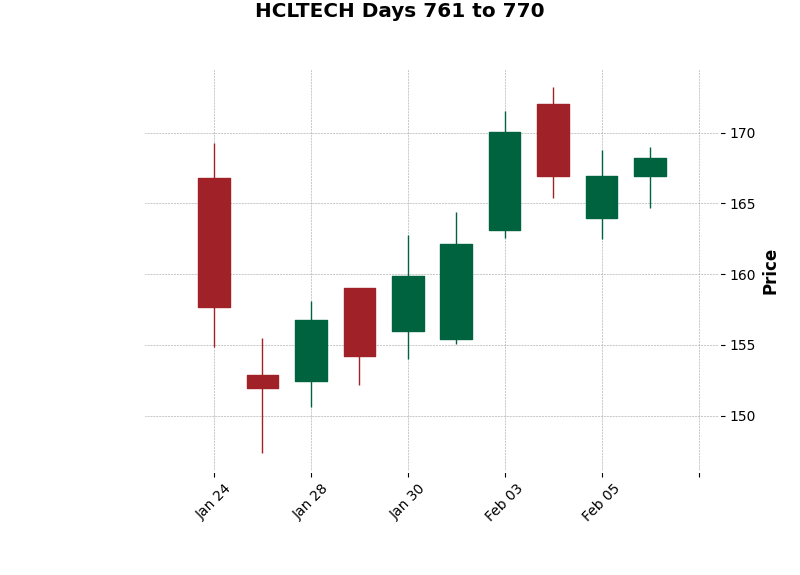 HCLTECH Days 761 to 770
170
165
160
155
150
Price
Jan 24
Jan 28
Jan 30
Feb 03
Feb 05